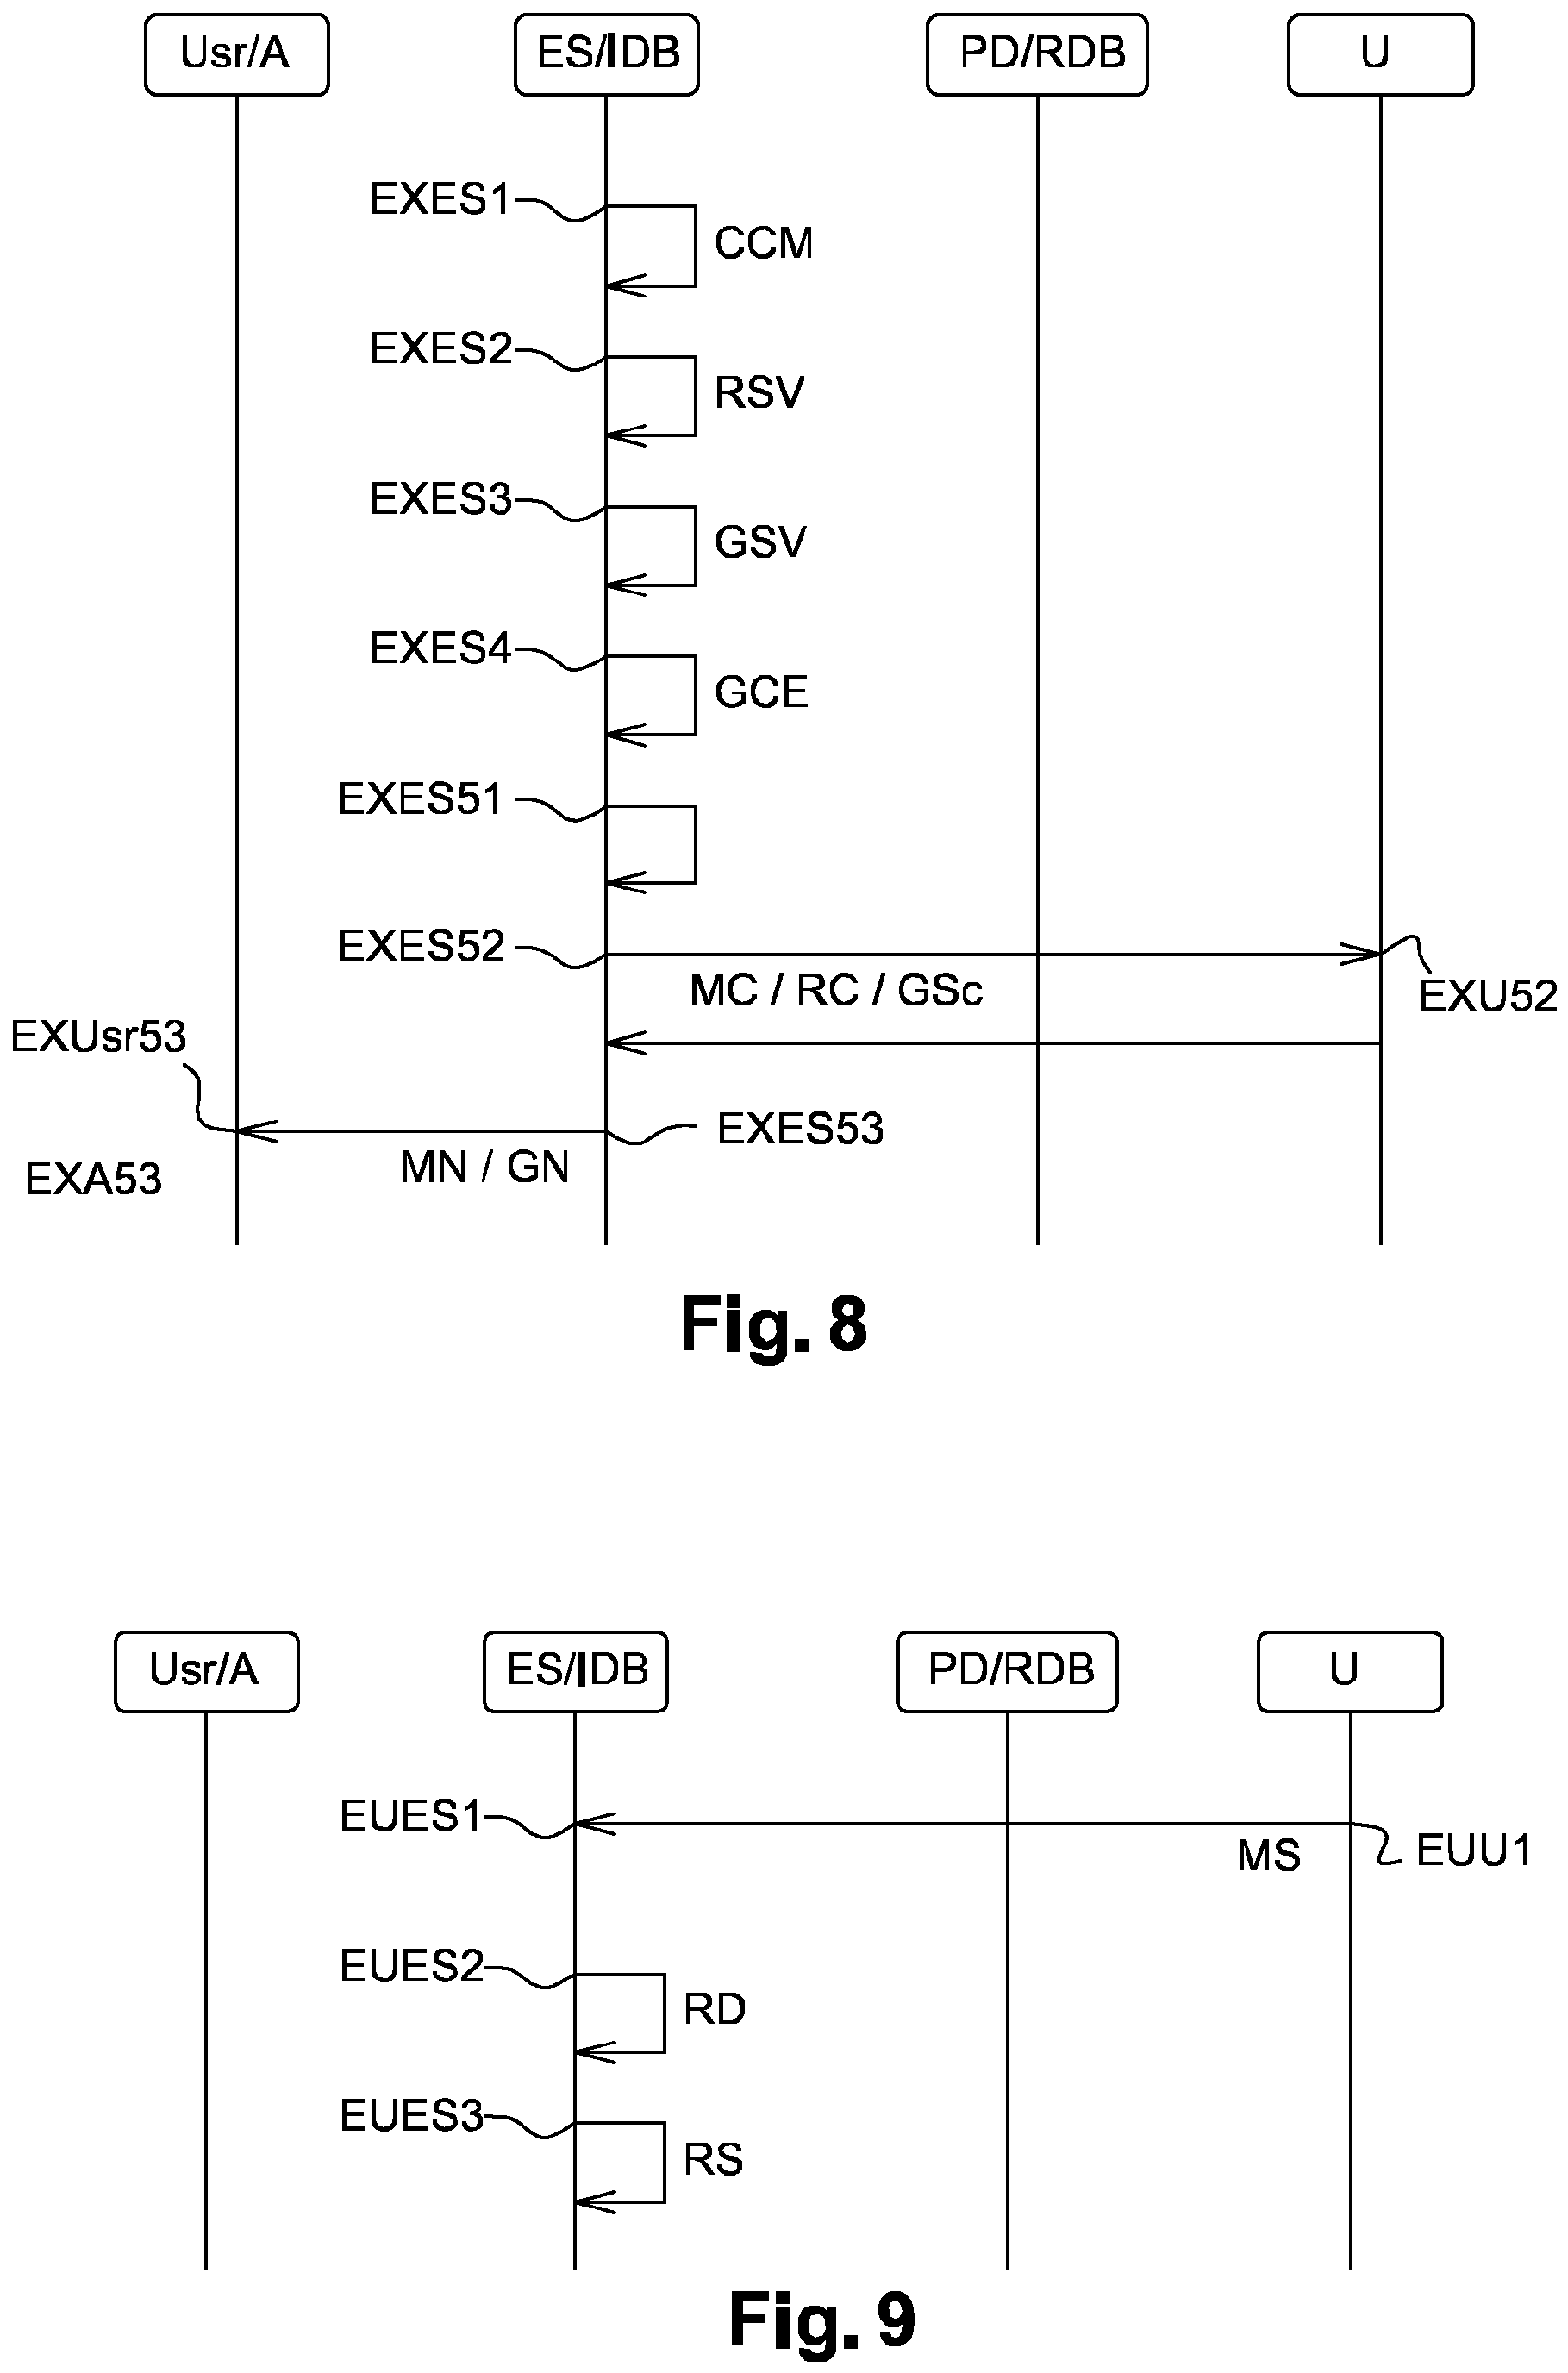 Usr/A ES/IDB PD/RDB U
EXES1
CCM
EXES2
RSV
EXES3
GSV
EXES4
GCE
EXES51
EXES52
MC / RC / GSc
EXU52
EXUsr53
EXES53
MN / GN
EXA53
Fig. 8
Usr/A ES/IDB PD/RDB U
EUES1
MS
EUU1
EUES2
RD
EUES3
RS
Fig. 9